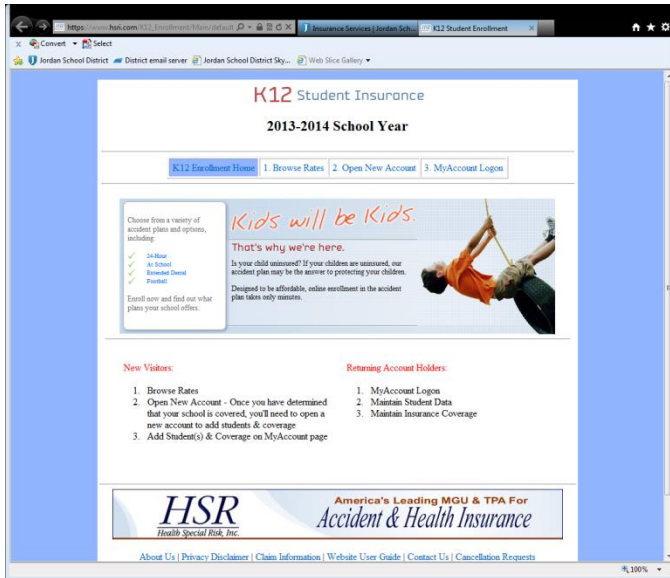 https://www.hsri.com/K12_Enrollment/Main/default
Insurance Services | Jordan Sch...
K12 Student Enrollment
x Convert Select
Jordan School District District email server Jordan School District Sky... Web Slice Gallery
K12 Student Insurance
2013-2014 School Year
K12 Enrollment Home 1. Browse Rates 2. Open New Account 3. MyAccount Logon
Choose from a variety of
accident plans and options,
including:
24-Hour
At School
Extended Dental
Football
Enroll now and find out what
plans your school offers.
Kids will be Kids.
That's why we're here.
Is your child uninsured? If your children are uninsured, our
accident plan may be the answer to protecting your children.
Designed to be affordable, online enrollment in the accident
plan takes only minutes.
New Visitors:
1. Browse Rates
2. Open New Account - Once you have determined
that your school is covered, you'll need to open a
new account to add students & coverage
3. Add Student(s) & Coverage on MyAccount page
Returning Account Holders:
1. MyAccount Logon
2. Maintain Student Data
3. Maintain Insurance Coverage
HSR
Health Special Risk, Inc.
America's Leading MGU & TPA For
Accident & Health Insurance
About Us | Privacy Disclaimer | Claim Information | Website User Guide | Contact Us | Cancellation Requests
100%